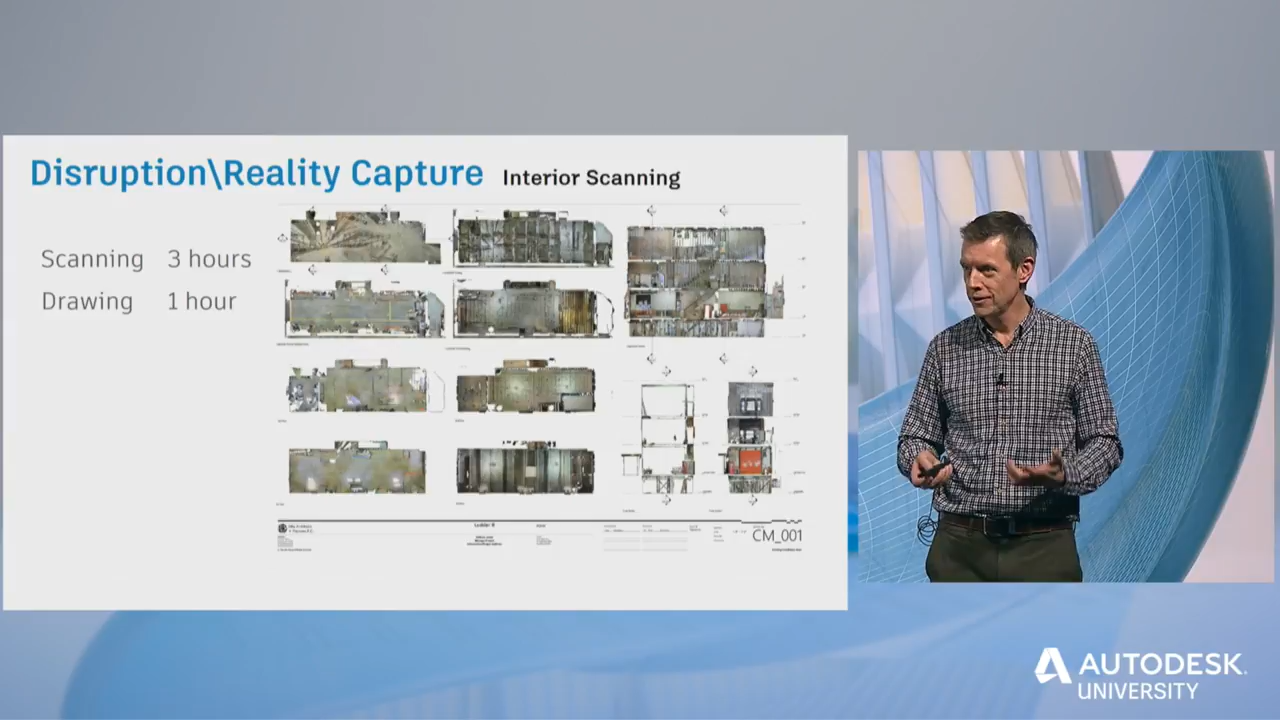 Disruption\Reality Capture Interior Scanning
Scanning 3 hours
Drawing 1 hour
CM_001
AUTODESK
UNIVERSITY